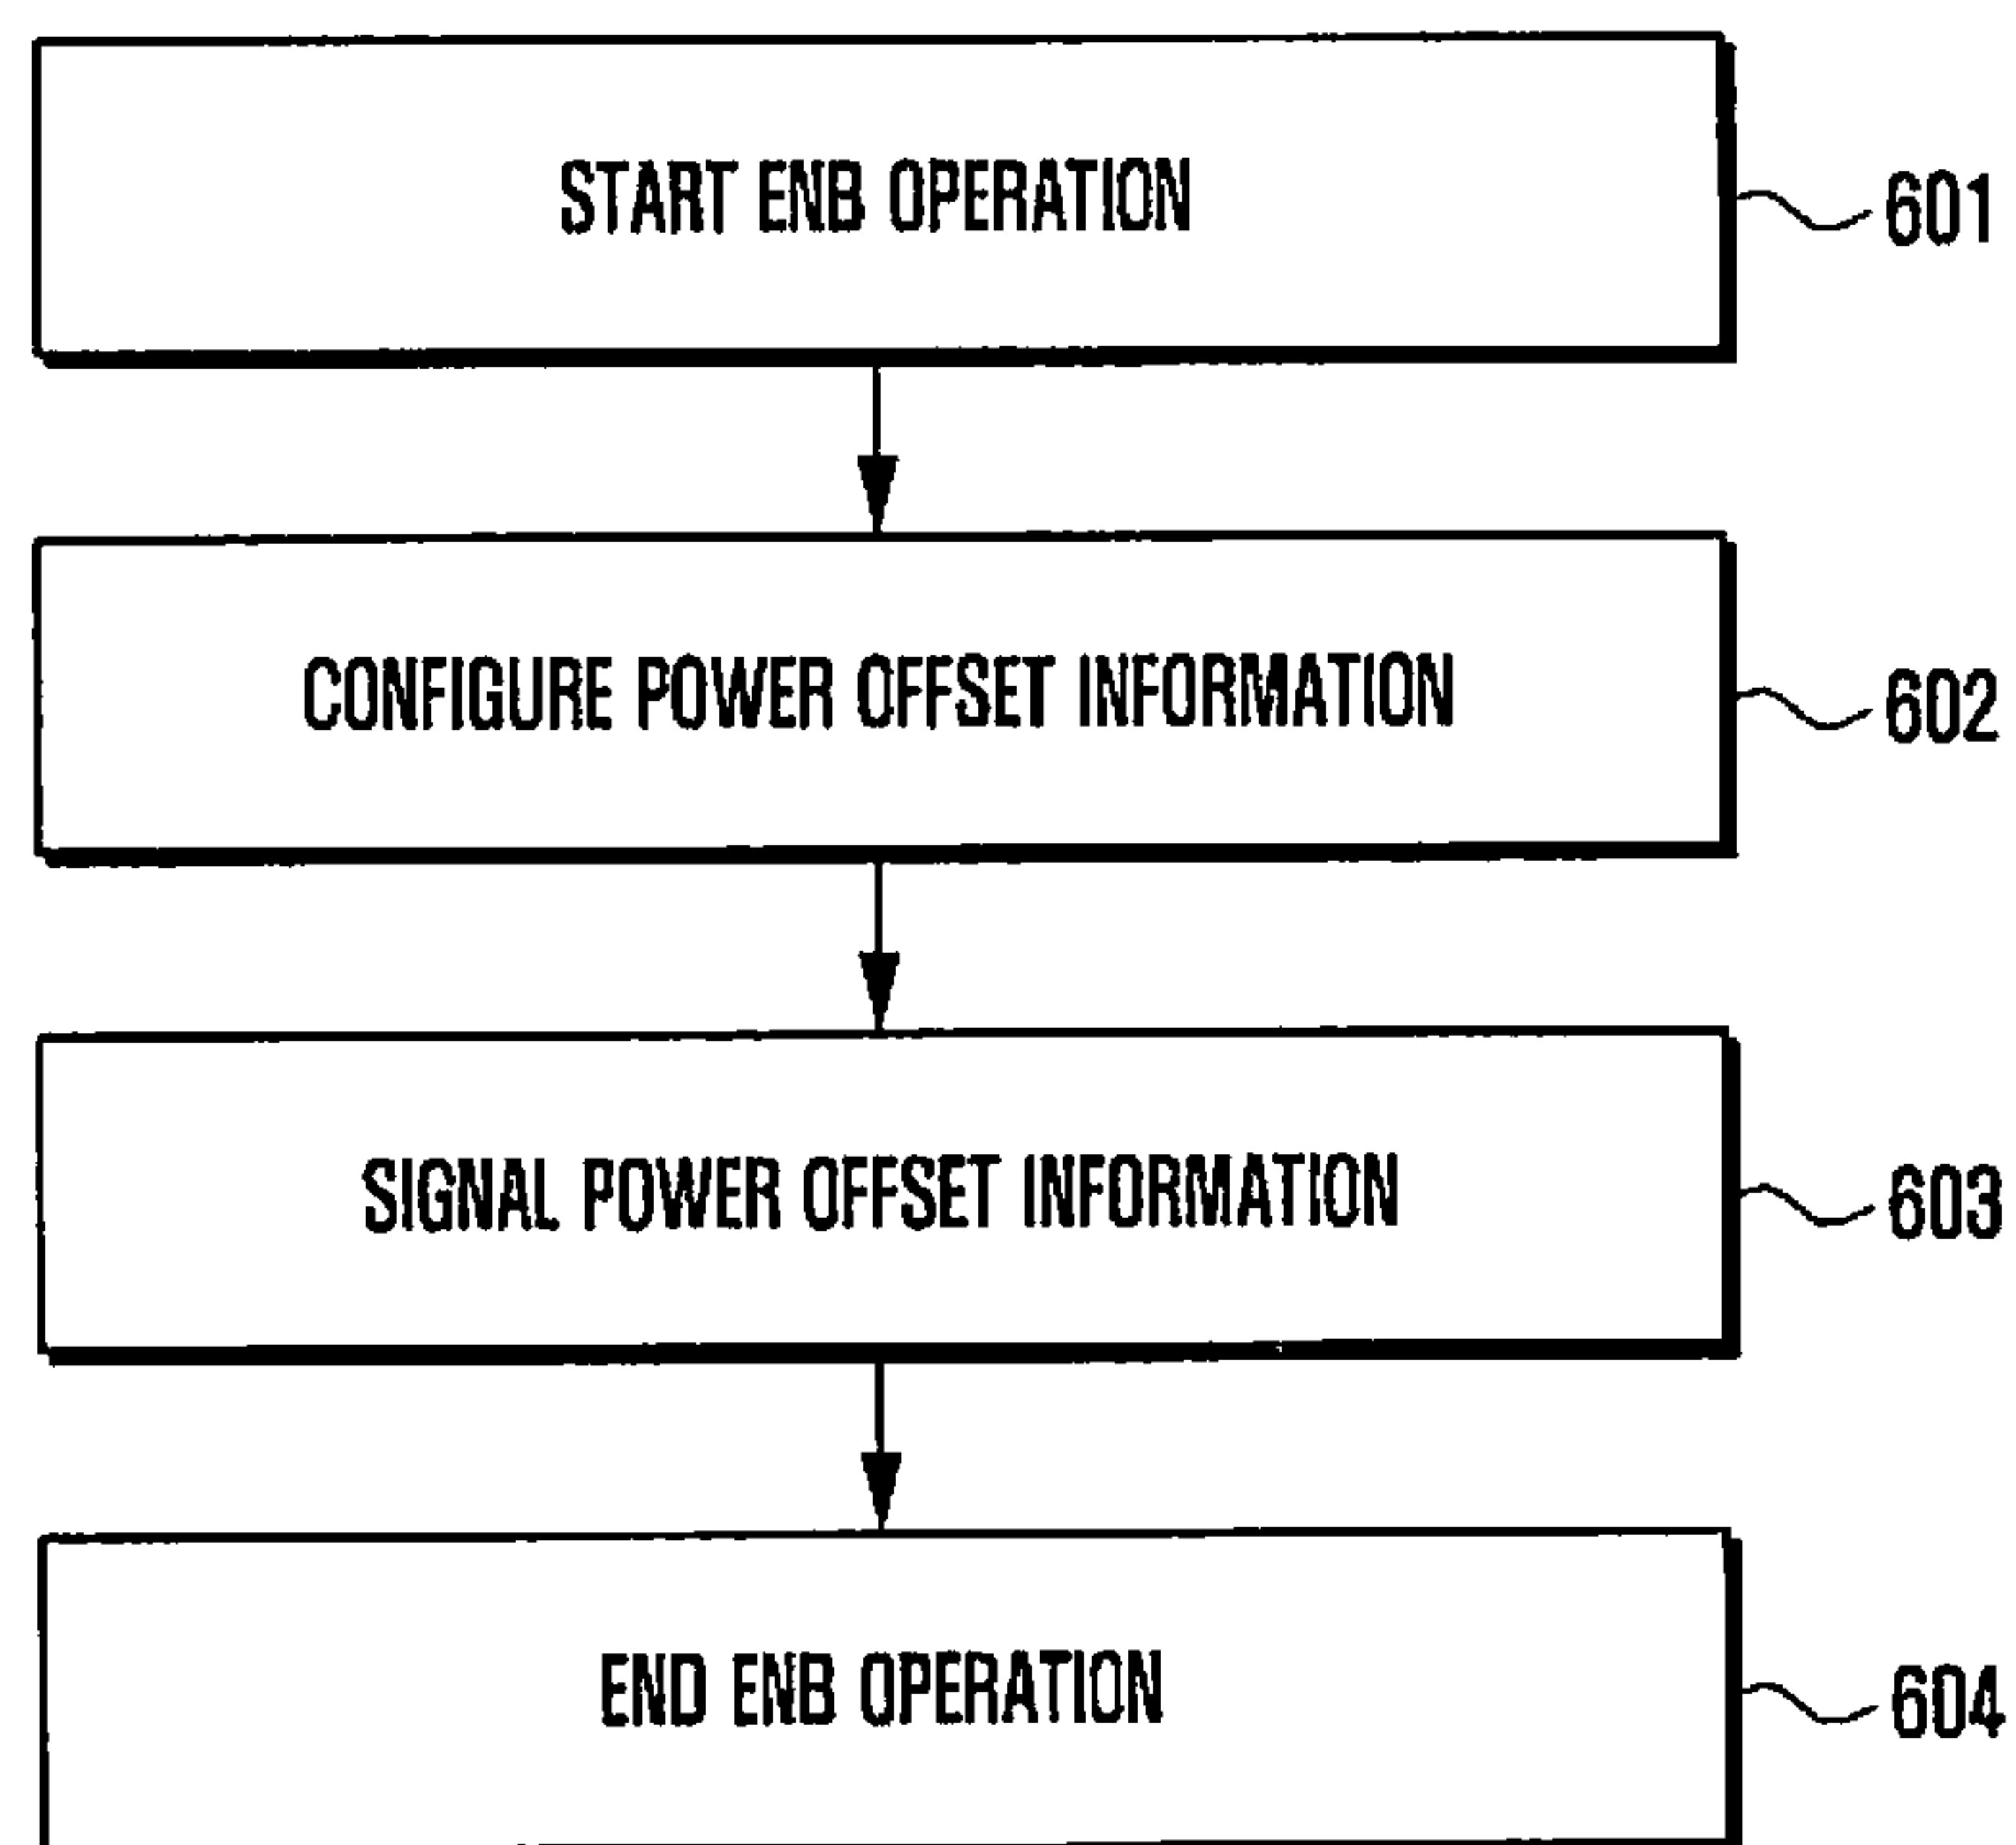 START ENB OPERATION
601
CONFIGURE POWER OFFSET INFORMATION
602
SIGNAL POWER OFFSET INFORMATION
603
END ENB OPERATION
604